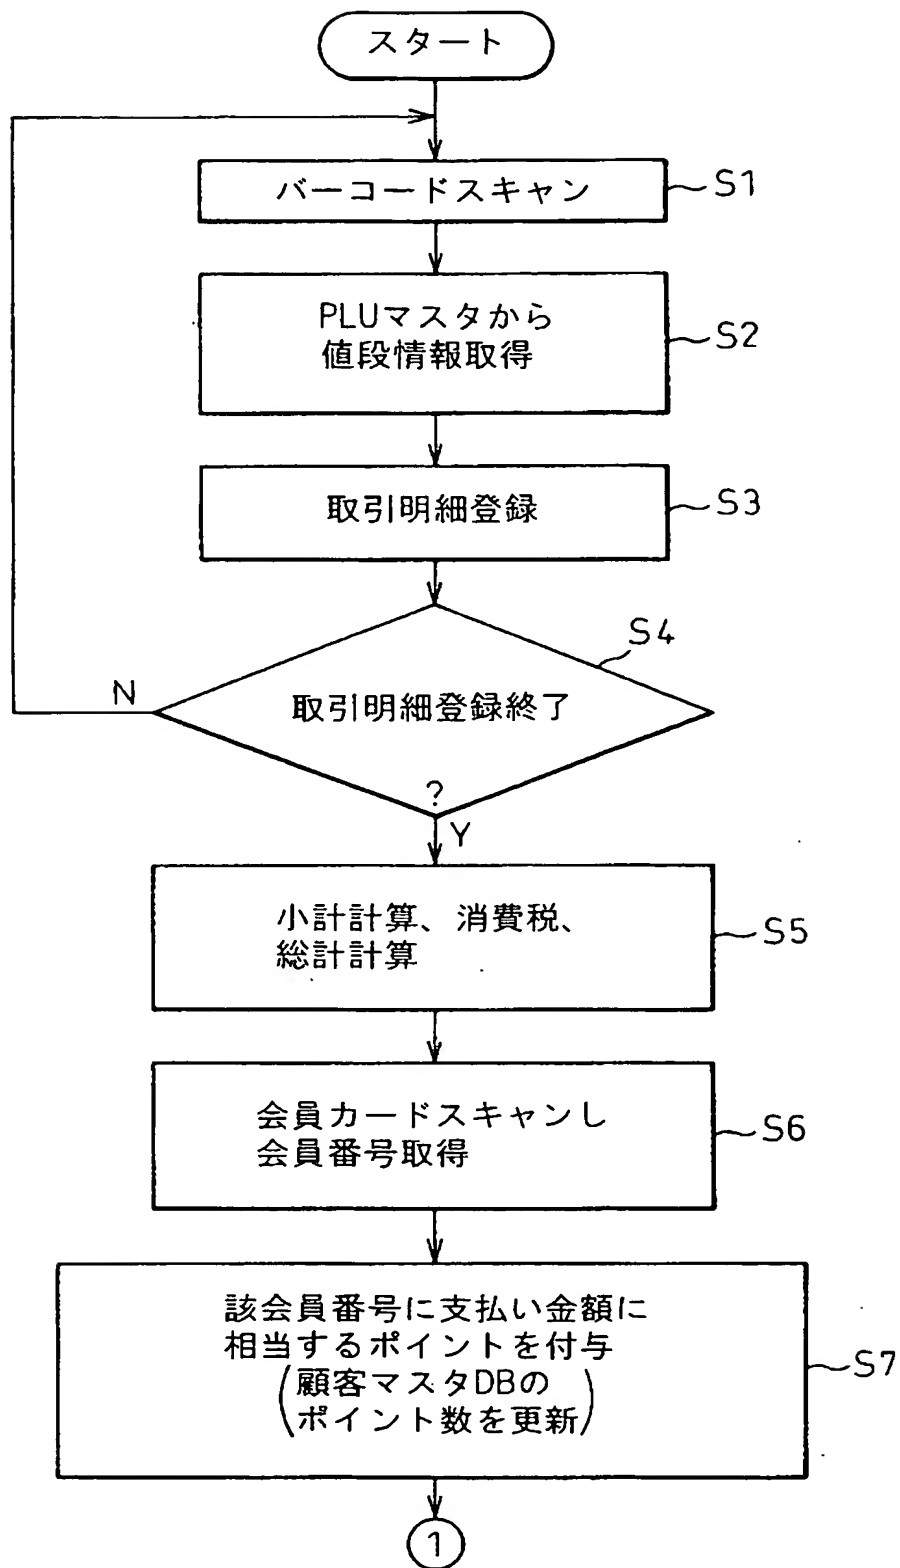 スタート
バーコードスキャン
S1
PLUマスタから
値段情報取得
S2
取引明細登録
S3
S4
取引明細登録終了
?
N
Y
小計計算、消費税、
総計計算
S5
会員カードスキャンし
会員番号取得
S6
該会員番号に支払い金額に
相当するポイントを付与
(顧客マスタDBの
ポイント数を更新)
S7
1